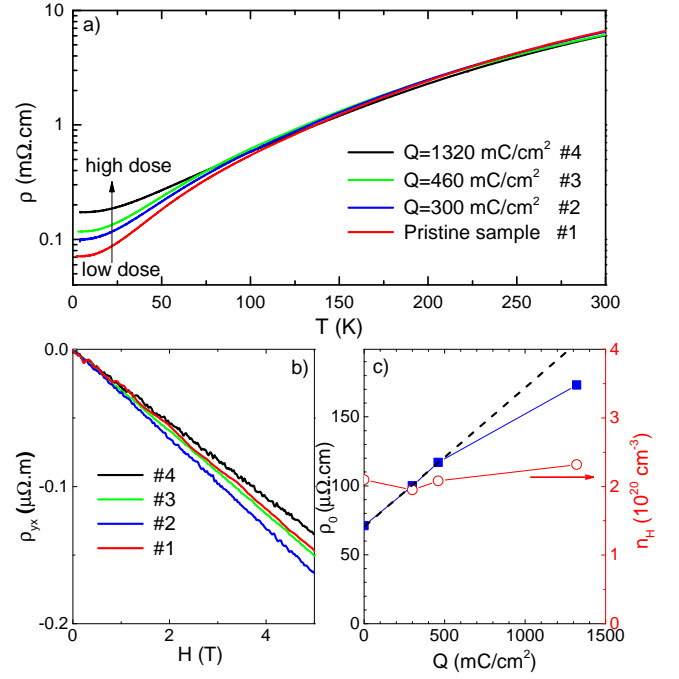 a)
10
1
0.1
ρ (mΩ.cm)
high dose
low dose
Q=1320 mC/cm² #4
Q=460 mC/cm² #3
Q=300 mC/cm² #2
Pristine sample #1
0 50 100 150 200 250 300
T (K)
b)
0.0
-0.1
-0.2
ρyx (μΩ.m)
#4
#3
#2
#1
0 2 4
H (T)
c)
150
100
50
0
ρ0 (μΩ.cm)
4
3
2
1
0
nH (10²⁰ cm⁻³)
0 500 1000 1500
Q (mC/cm²)